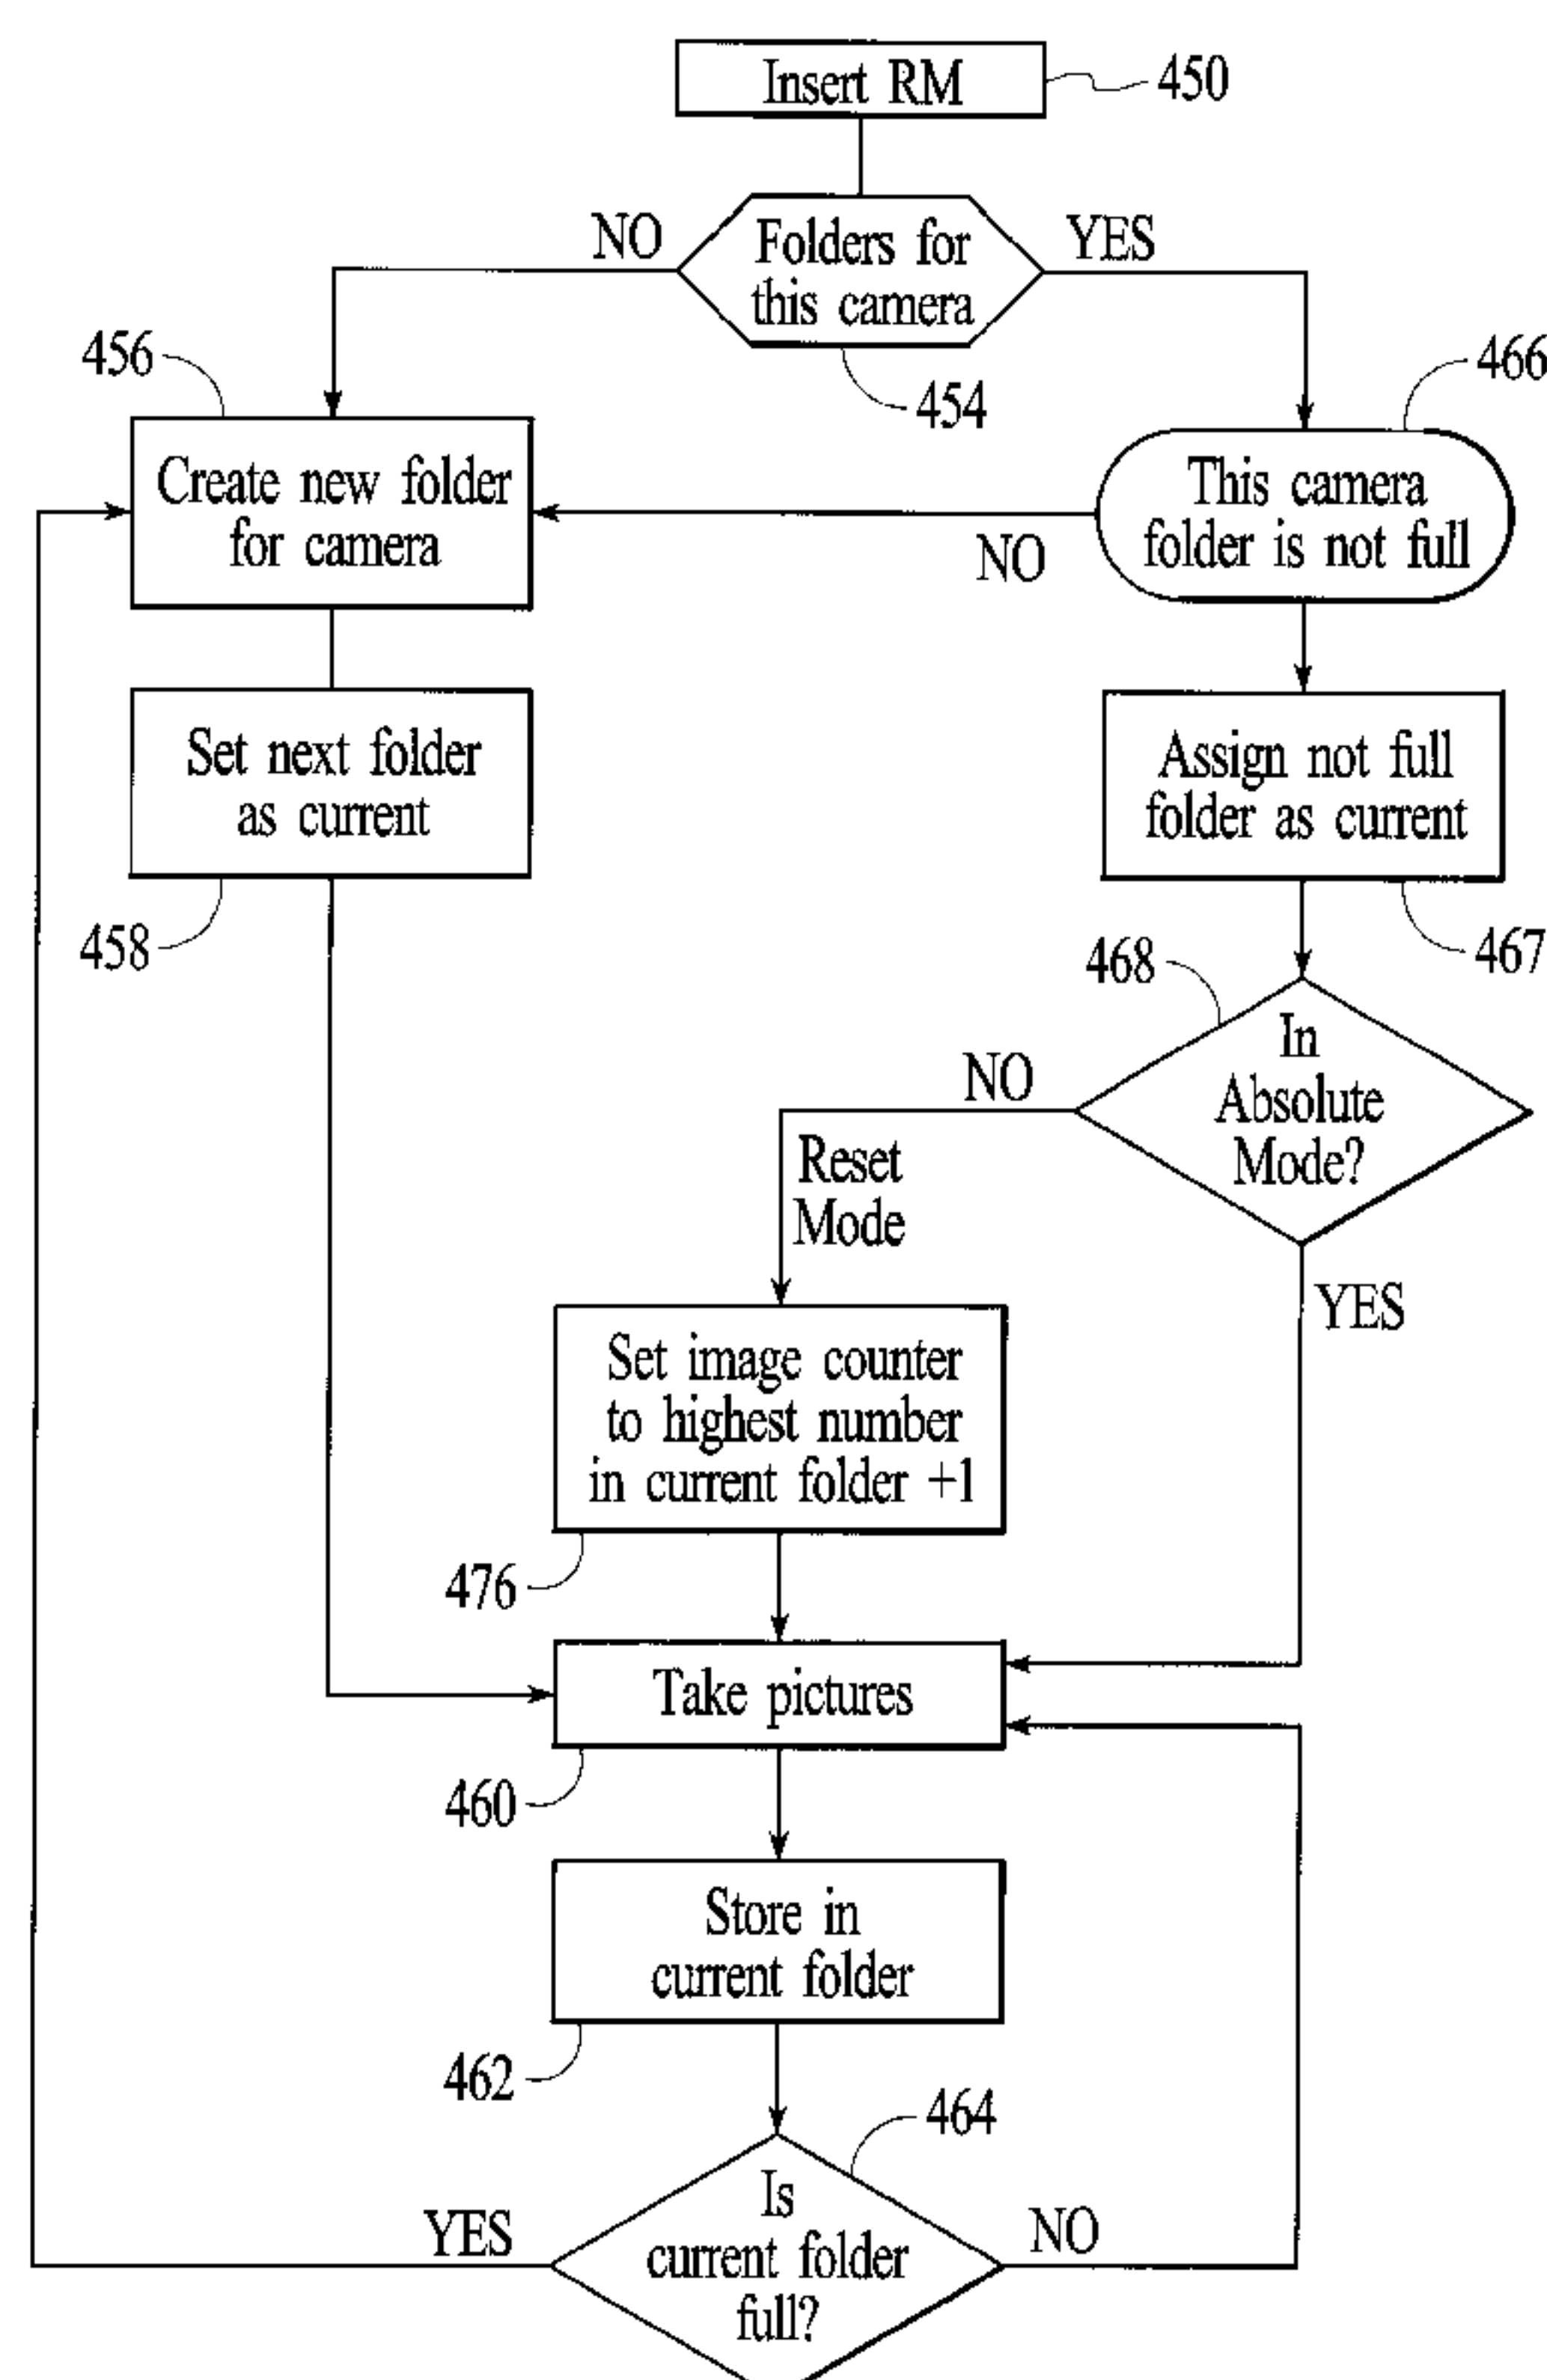 Insert RM
450
NO
Folders for
this camera
YES
454
456
466
Create new folder
for camera
This camera
folder is not full
NO
Set next folder
as current
Assign not full
folder as current
458
467
468
In
Absolute
Mode?
NO
Reset
Mode
YES
Set image counter
to highest number
in current folder +1
476
Take pictures
460
Store in
current folder
462
464
Is
current folder
full?
YES
NO